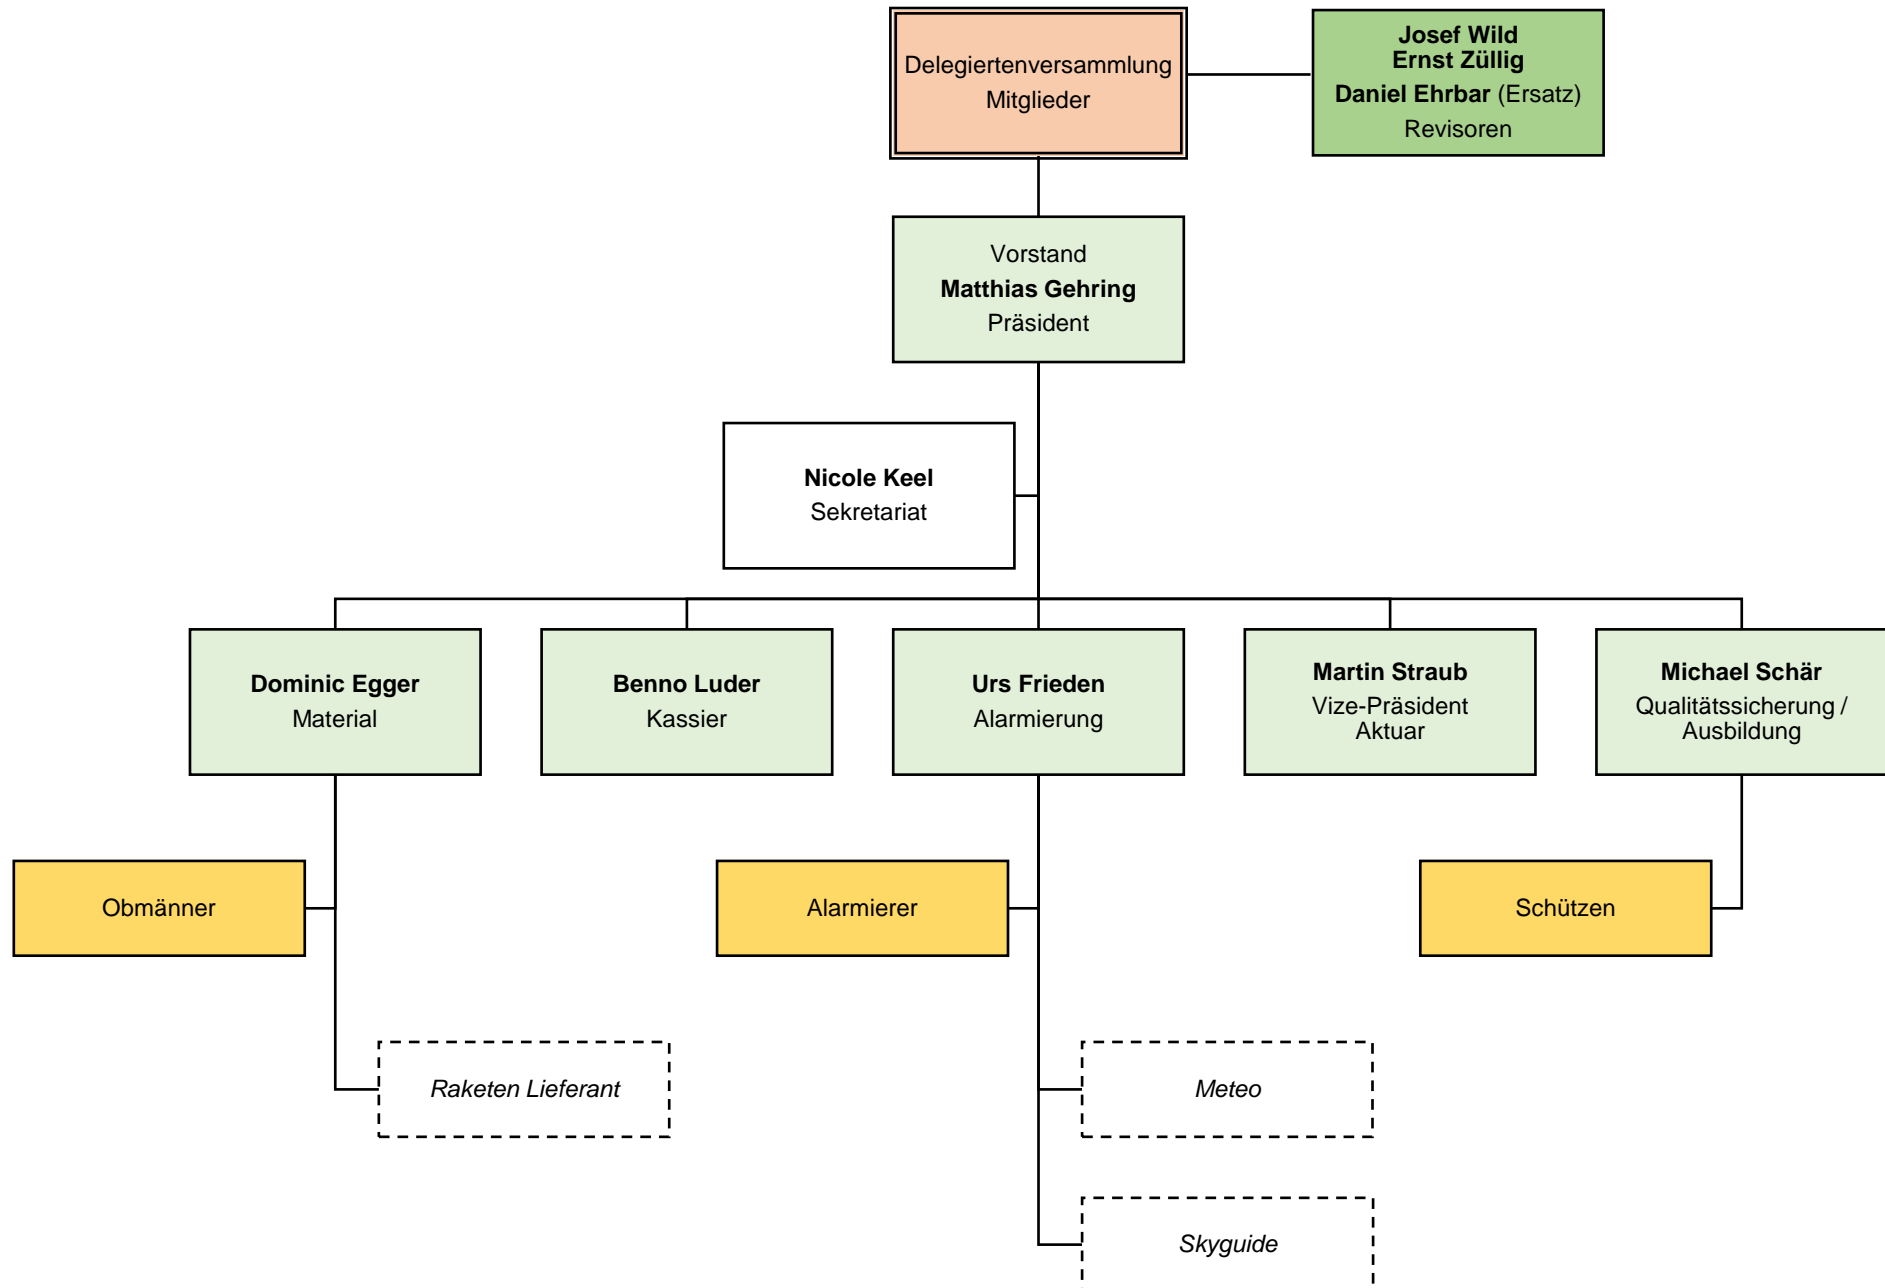 Delegiertenversammlung
Mitglieder
Josef Wild
Ernst Züllig
Daniel Ehrbar (Ersatz)
Revisoren
Vorstand
Matthias Gehring
Präsident
Nicole Keel
Sekretariat
Dominic Egger
Material
Benno Luder
Kassier
Urs Frieden
Alarmierung
Martin Straub
Vize-Präsident
Aktuar
Michael Schär
Qualitätssicherung /
Ausbildung
Obmänner
Alarmierer
Schützen
Raketen Lieferant
Meteo
Skyguide